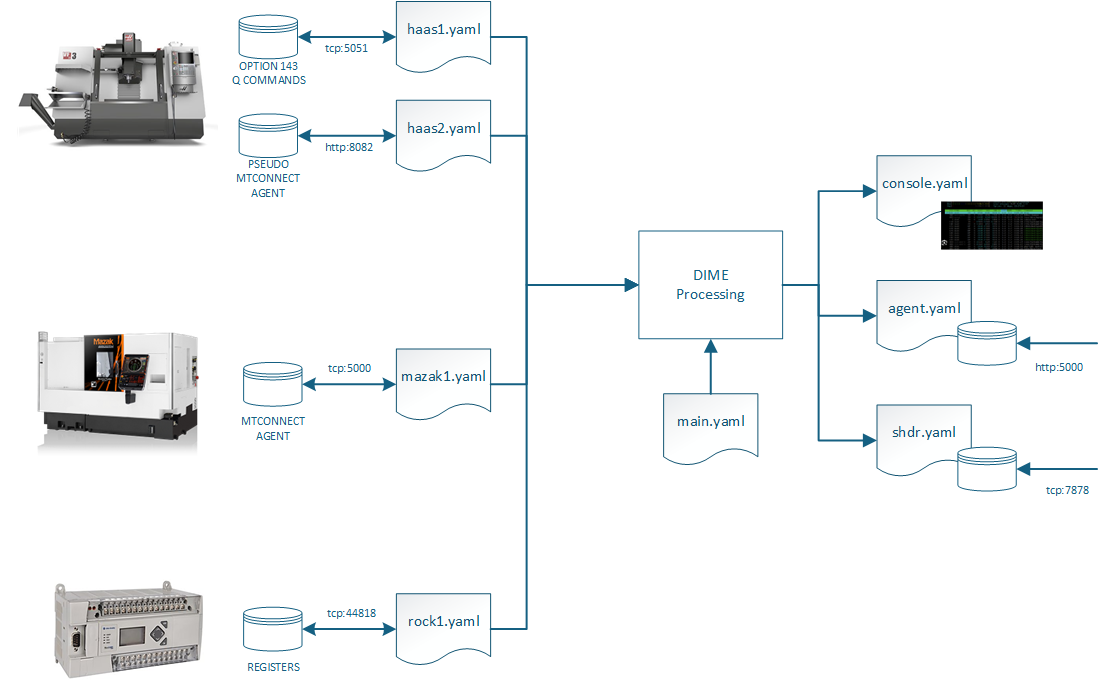 haas1.yaml
tcp:5051
OPTION 143
Q COMMANDS
haas2.yaml
http:8082
PSEUDO
MTCONNECT
AGENT
console.yaml
DIME
Processing
agent.yaml
http:5000
Mazak
tcp:5000
mazak1.yaml
MTCONNECT
AGENT
main.yaml
shdr.yaml
tcp:7878
tcp:44818
rock1.yaml
REGISTERS